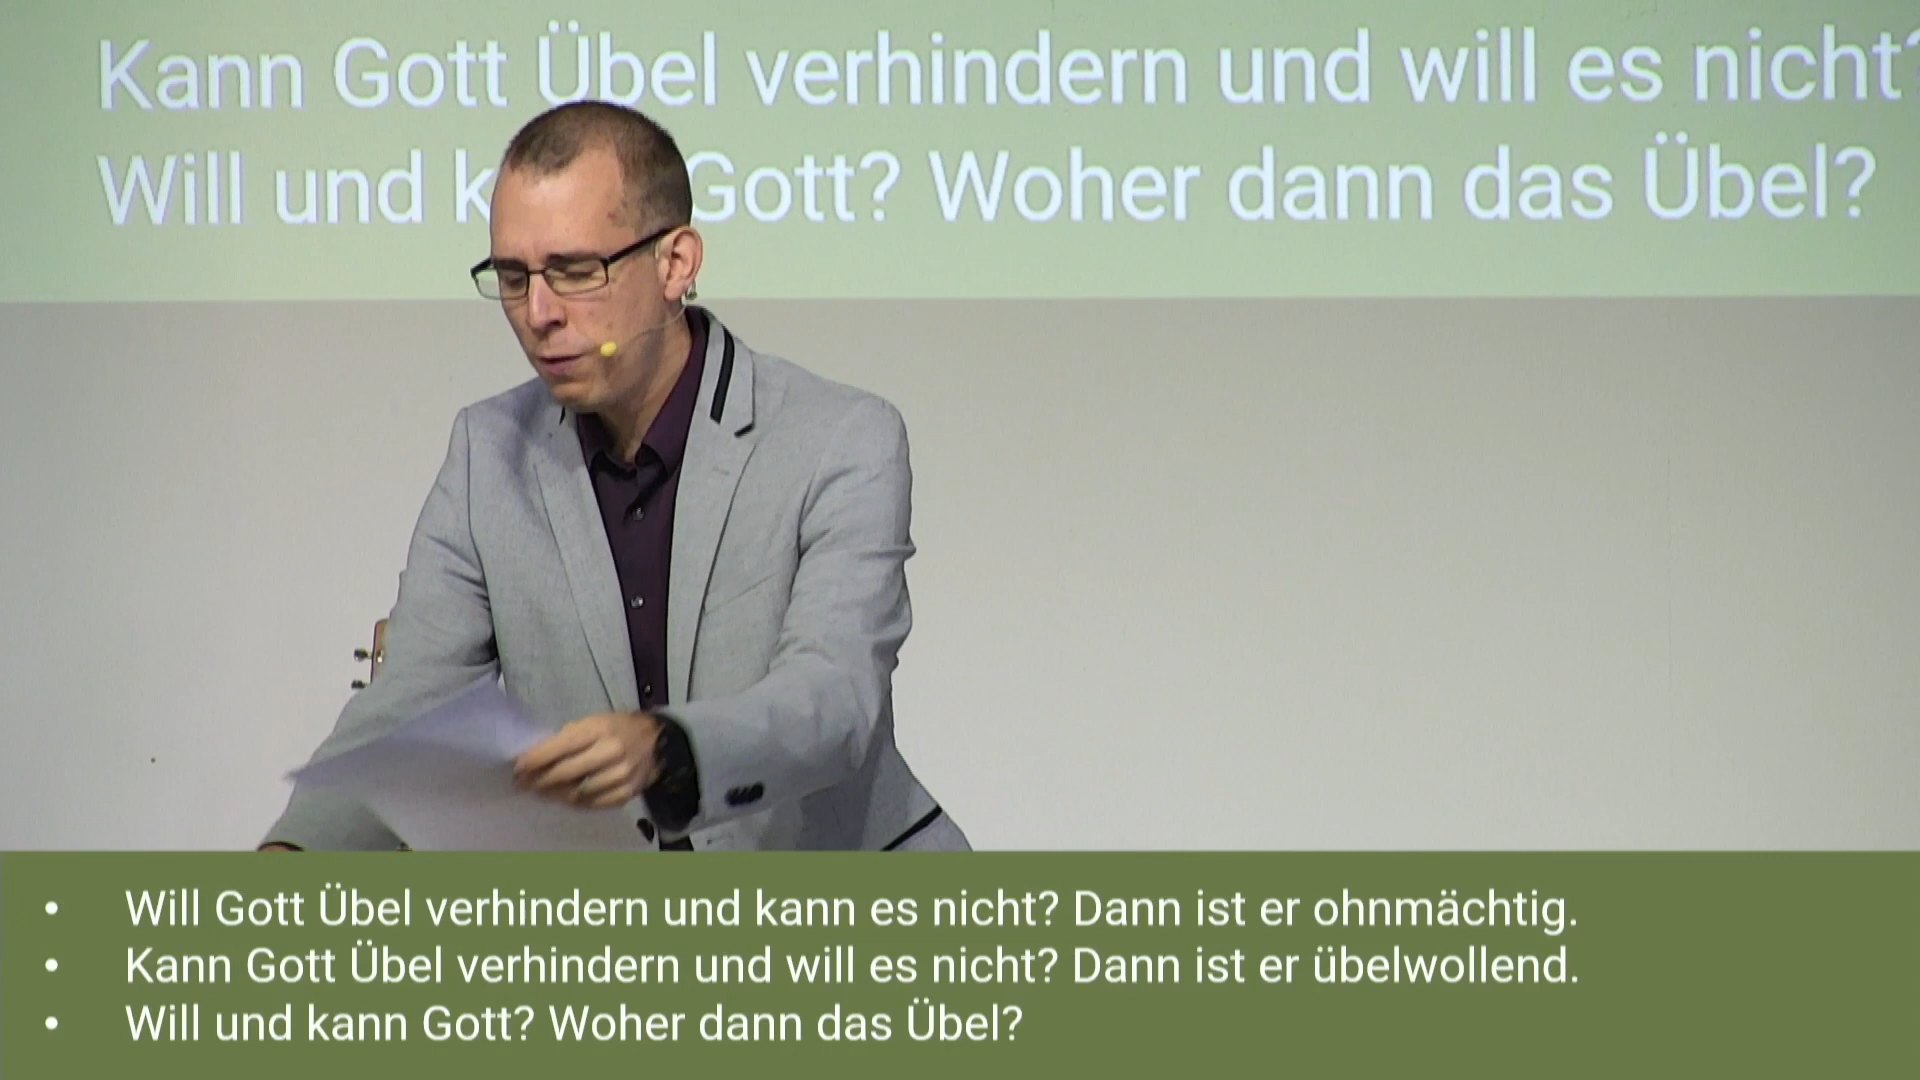 Kann Gott Übel verhindern und will es nicht?
Will und k Gott? Woher dann das Übel?
• Will Gott Übel verhindern und kann es nicht? Dann ist er ohnmächtig.
• Kann Gott Übel verhindern und will es nicht? Dann ist er übelwollend.
• Will und kann Gott? Woher dann das Übel?